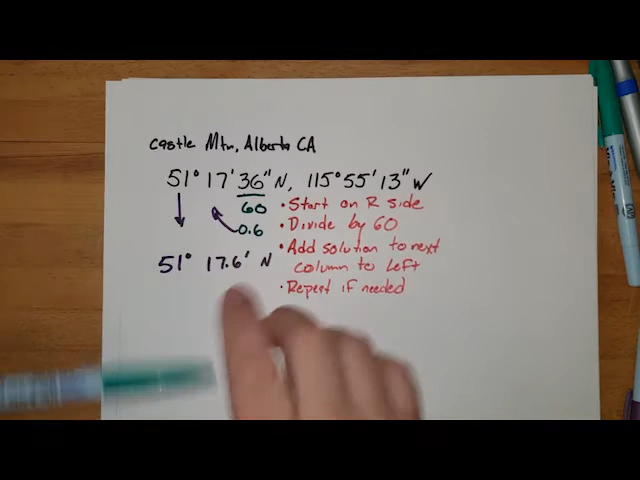 Castle Mtn, Alberta CA
51° 17' 36" N, 115° 55' 13" W
60
0.6
51° 17.6' N
• Start on R side
• Divide by 60
• Add solution to next
column to Left
• Repeat if needed